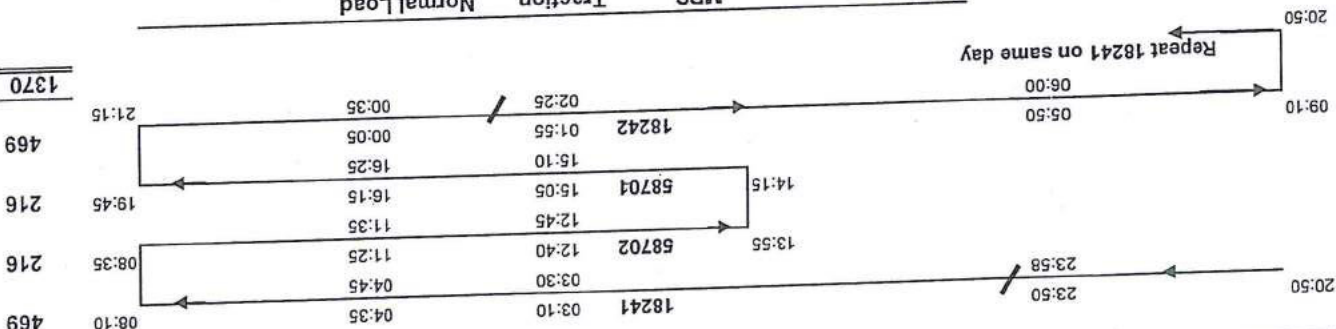 20:50 23:50 18241 03:10 04:35 08:10 469
23:58 03:30 04:45
13:55 58702 12:40 11:25 08:35 216
12:45 11:35
14:15 58701 15:05 16:15 19:45 216
15:10 16:25
09:10 05:50 18242 01:55 00:05 21:15 469
06:00 02:25 00:35
1370
Repeat 18241 on same day
20:50
MPS Traction Normal Load